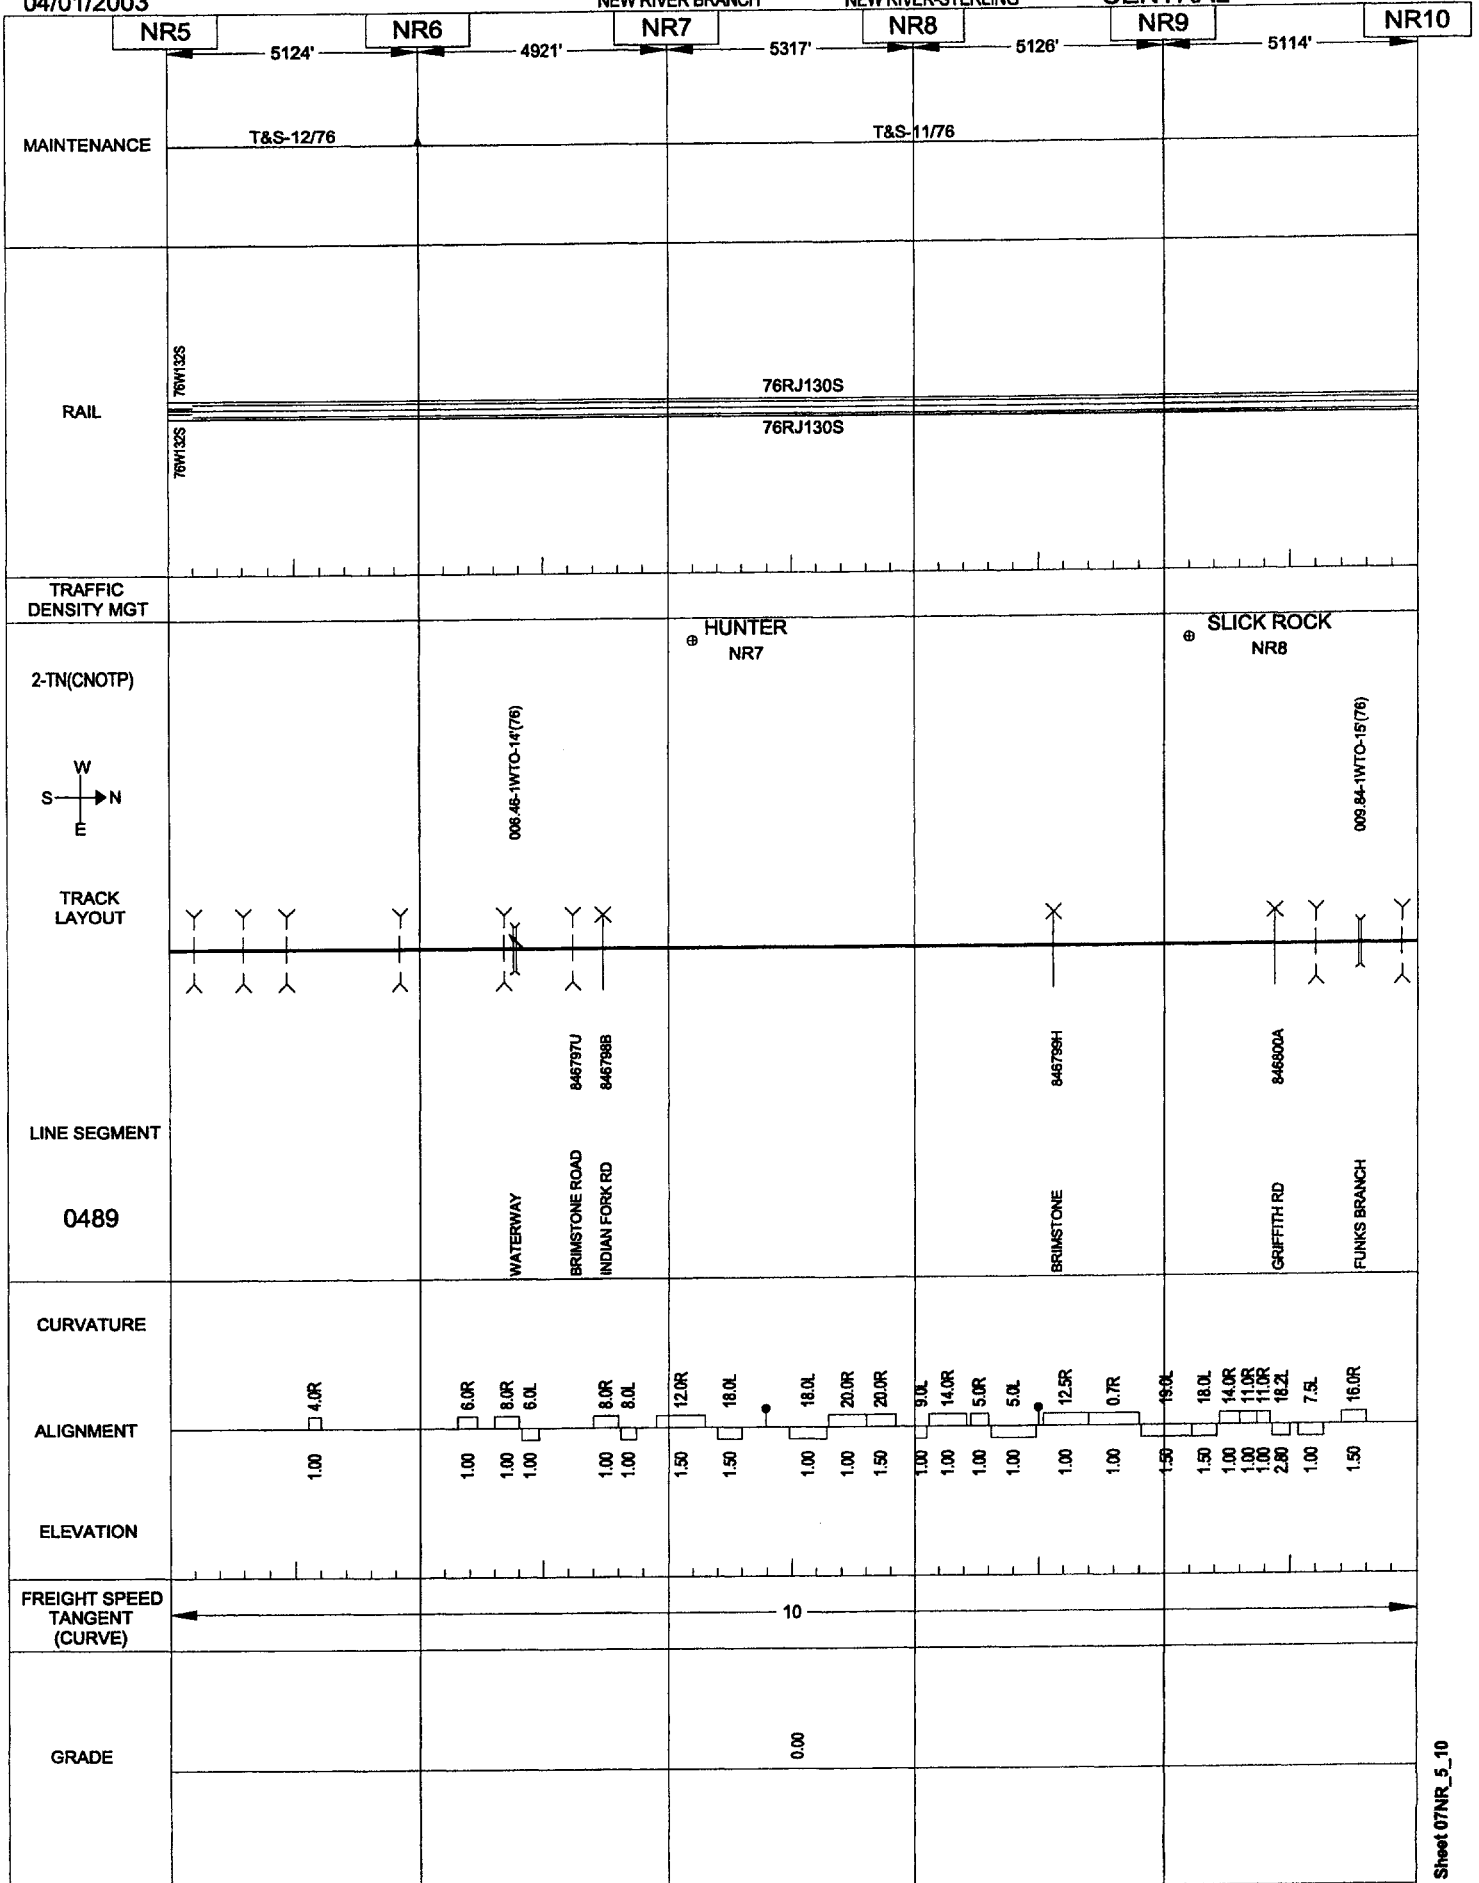 04/01/2003
NEW RIVER BRANCH
NEW RIVER-STERLING
CENTRAL
NR5
NR6
NR7
NR8
NR9
NR10
5124'
4921'
5317'
5126'
5114'
MAINTENANCE
T&S-12/76
T&S-11/76
RAIL
76W132S
76W132S
76RJ130S
76RJ130S
TRAFFIC
DENSITY MGT
2-TN(CNOTP)
HUNTER
NR7
SLICK ROCK
NR8
W
S
N
E
006.46-1WTO-14'(76)
009.84-1WTO-15'(76)
TRACK
LAYOUT
846797U
846798B
846799H
846800A
LINE SEGMENT
0489
WATERWAY
BRIMSTONE ROAD
INDIAN FORK RD
BRIMSTONE
GRIFFITH RD
FUNKS BRANCH
CURVATURE
4.0R
6.0R
8.0R
6.0L
8.0R
8.0L
12.0R
18.0L
18.0L
20.0R
20.0R
9.0L
14.0R
5.0R
5.0L
12.5R
0.7R
19.0L
18.0L
14.0R
11.0R
11.0R
18.2L
7.5L
16.0R
ALIGNMENT
1.00
1.00
1.00
1.00
1.00
1.00
1.50
1.50
1.00
1.00
1.50
1.00
1.00
1.00
1.00
1.00
1.00
1.50
1.50
1.00
1.00
1.00
2.80
1.00
1.50
ELEVATION
FREIGHT SPEED
TANGENT
(CURVE)
10
GRADE
0.00
Sheet 07NR_5_10